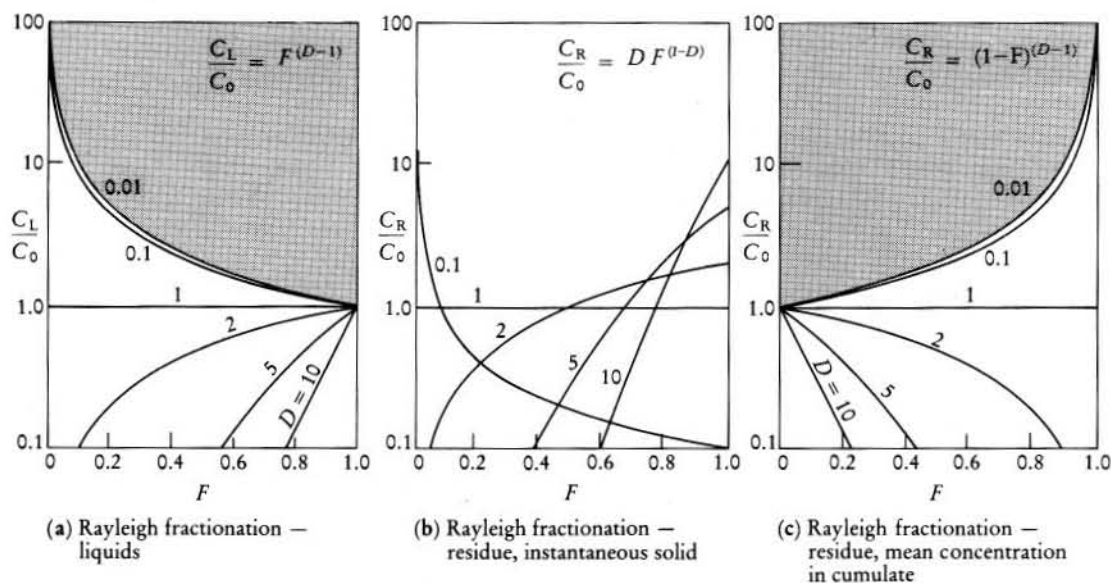 100
10
C_L/C_0
1.0
0.1
C_L/C_0 = F^(D−1)
0.01
0.1
1
2
5
D = 10
0 0.2 0.4 0.6 0.8 1.0
F
(a) Rayleigh fractionation —
liquids
100
10
C_R/C_0
1.0
0.1
C_R/C_0 = D F^(1-D)
0.1
1
2
5
10
0 0.2 0.4 0.6 0.8 1.0
F
(b) Rayleigh fractionation —
residue, instantaneous solid
100
10
C_R/C_0
1.0
0.1
C_R/C_0 = (1−F)^(D−1)
0.01
0.1
1
2
5
D = 10
0 0.2 0.4 0.6 0.8 1.0
F
(c) Rayleigh fractionation —
residue, mean concentration
in cumulate